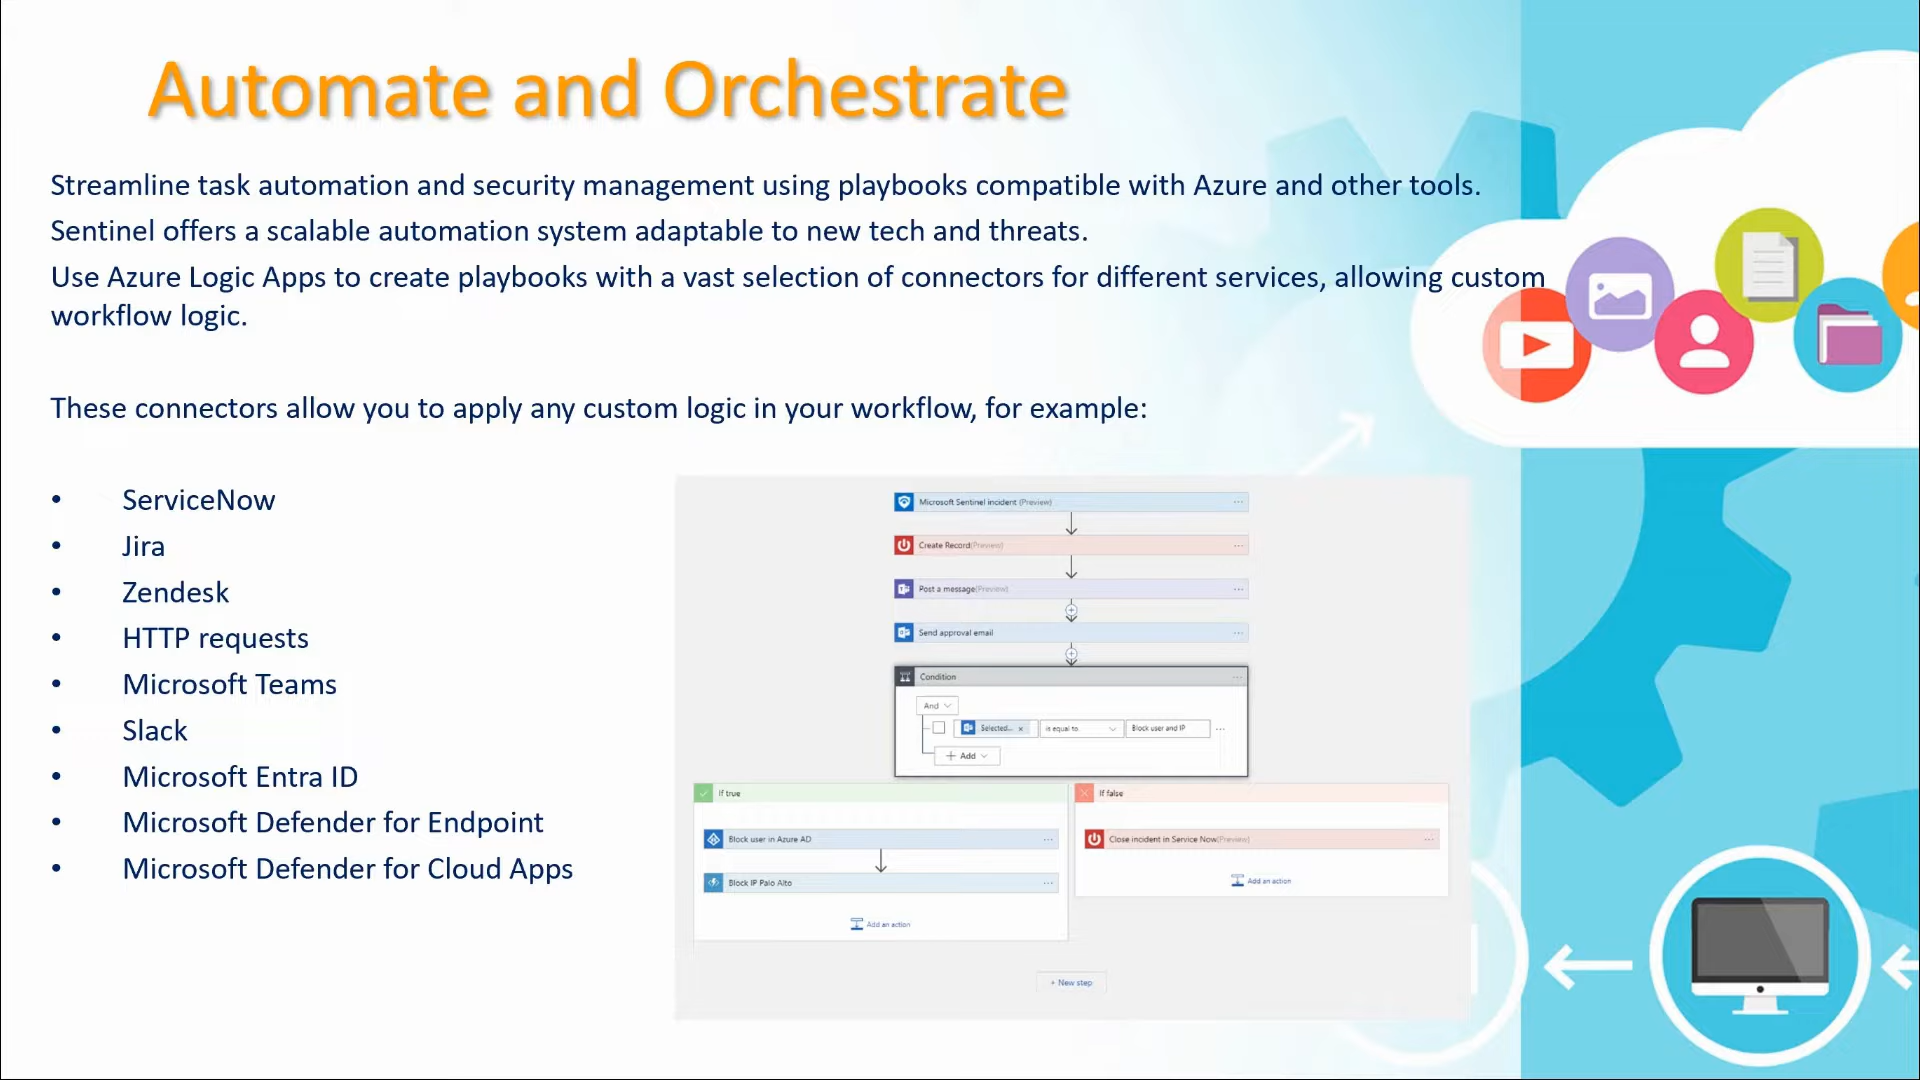 Automate and Orchestrate
Streamline task automation and security management using playbooks compatible with Azure and other tools.
Sentinel offers a scalable automation system adaptable to new tech and threats.
Use Azure Logic Apps to create playbooks with a vast selection of connectors for different services, allowing custom
workflow logic.
These connectors allow you to apply any custom logic in your workflow, for example:
• ServiceNow
• Jira
• Zendesk
• HTTP requests
• Microsoft Teams
• Slack
• Microsoft Entra ID
• Microsoft Defender for Endpoint
• Microsoft Defender for Cloud Apps
Microsoft Sentinel incident (Preview)
Create Record(Preview)
Post a message(Preview)
Send approval email
Condition
And
Selected... × is equal to Block user and IP
+ Add
If true
Block user in Azure AD
Block IP Palo Alto
Add an action
If false
Close incident in Service Now(Preview)
Add an action
+ New step